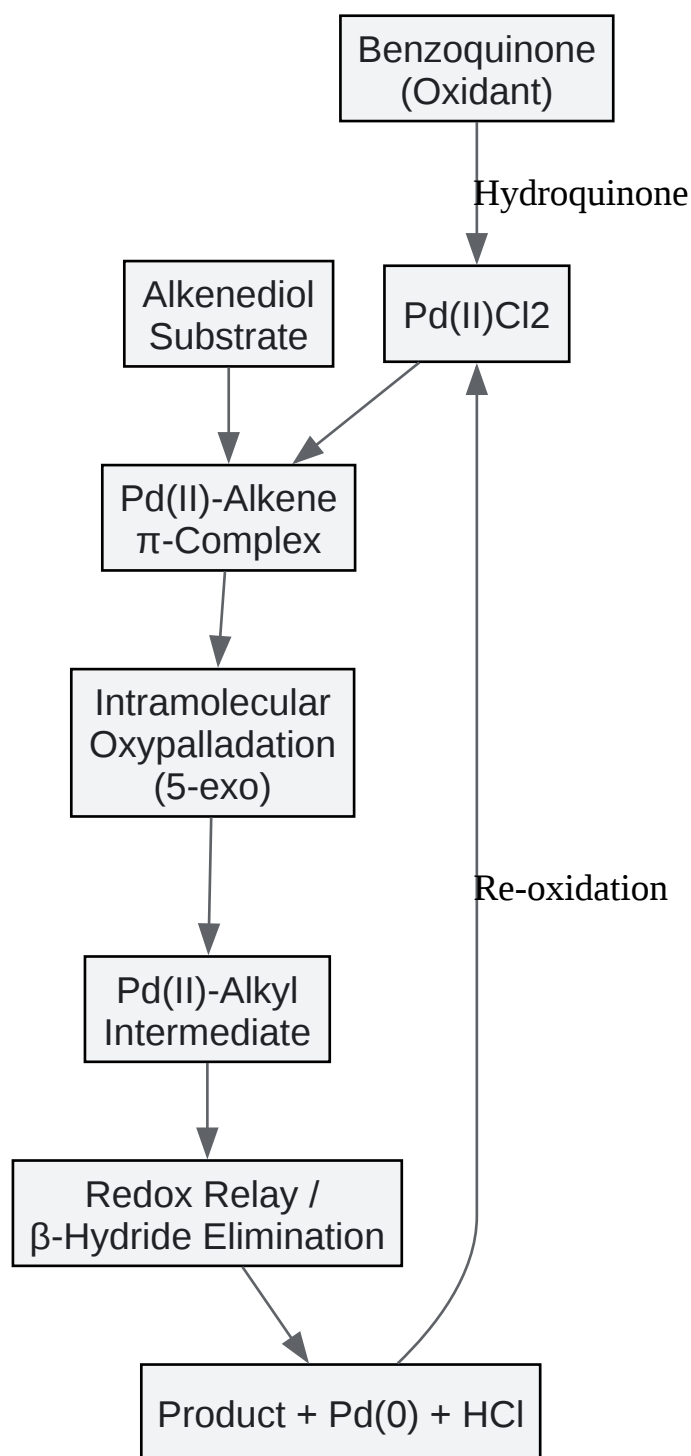 Benzoquinone
(Oxidant)
Hydroquinone
Alkenediol
Substrate
Pd(II)Cl2
Pd(II)-Alkene
π-Complex
Intramolecular
Oxypalladation
(5-exo)
Re-oxidation
Pd(II)-Alkyl
Intermediate
Redox Relay /
β-Hydride Elimination
Product + Pd(0) + HCl